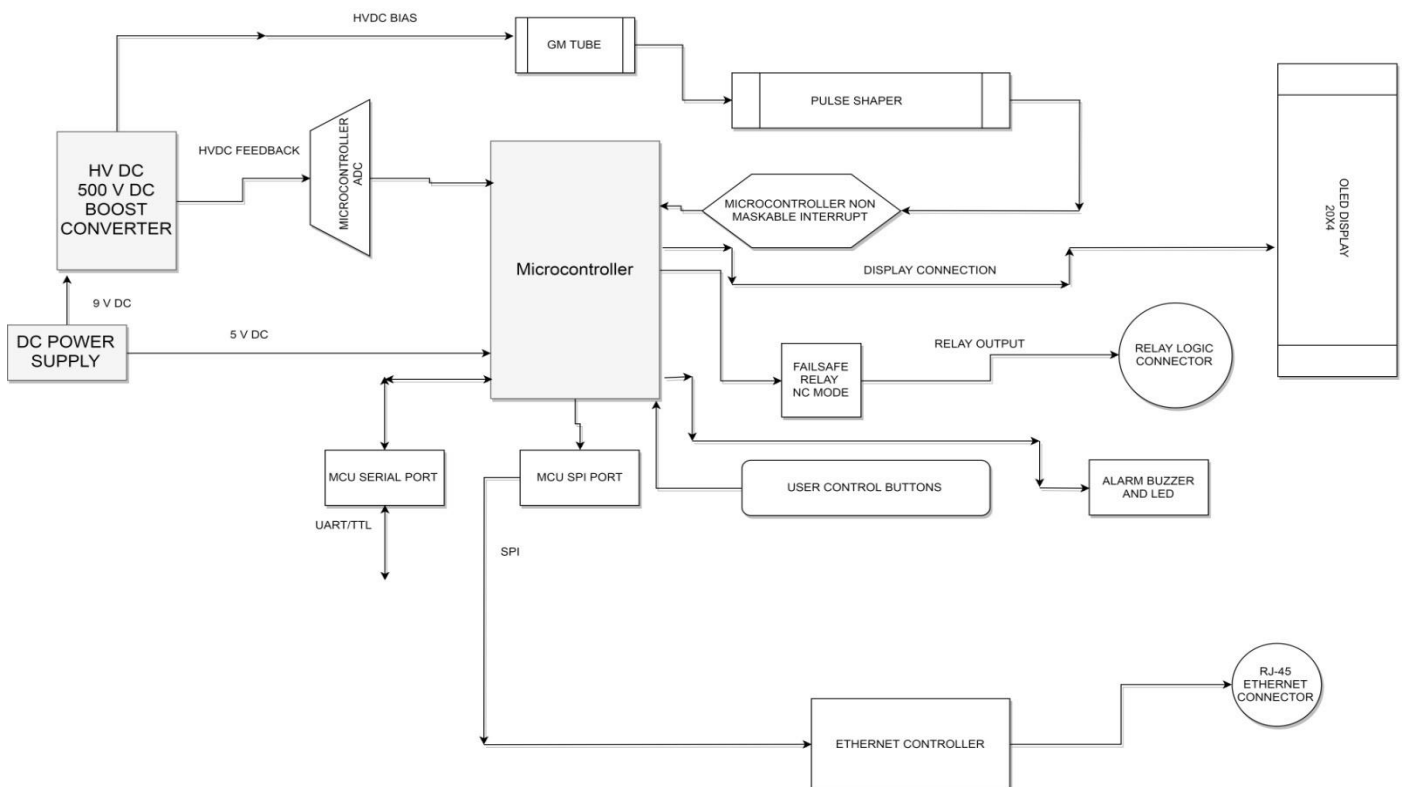 HVDC BIAS
GM TUBE
PULSE SHAPER
HV DC
500 V DC
BOOST
CONVERTER
HVDC FEEDBACK
MICROCONTROLLER
ADC
Microcontroller
MICROCONTROLLER NON
MASKABLE INTERRUPT
OLED DISPLAY
20X4
DISPLAY CONNECTION
9 V DC
DC POWER
SUPPLY
5 V DC
FAILSAFE
RELAY
NC MODE
RELAY OUTPUT
RELAY LOGIC
CONNECTOR
MCU SERIAL PORT
MCU SPI PORT
USER CONTROL BUTTONS
ALARM BUZZER
AND LED
UART/TTL
SPI
RJ-45
ETHERNET
CONNECTOR
ETHERNET CONTROLLER